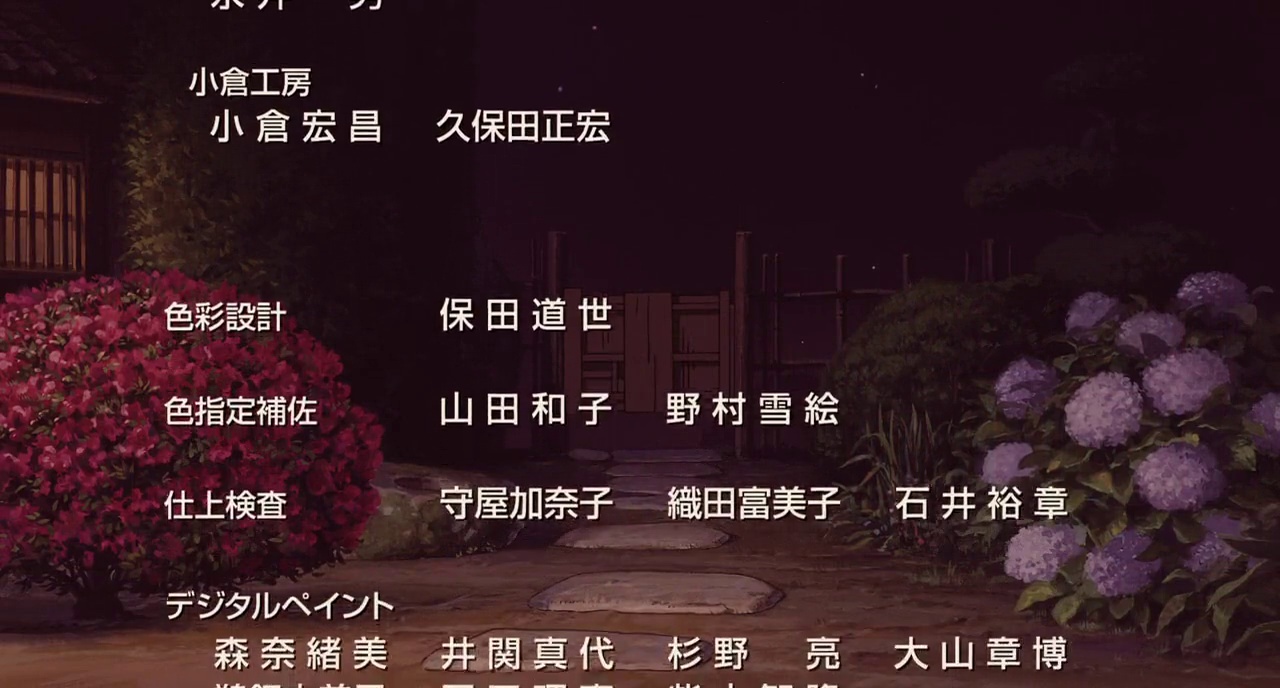 小倉工房
小倉宏昌 久保田正宏
色彩設計 保田道世
色指定補佐 山田和子 野村雪絵
仕上検査 守屋加奈子 織田富美子 石井裕章
デジタルペイント
森奈緒美 井関真代 杉野 亮 大山章博